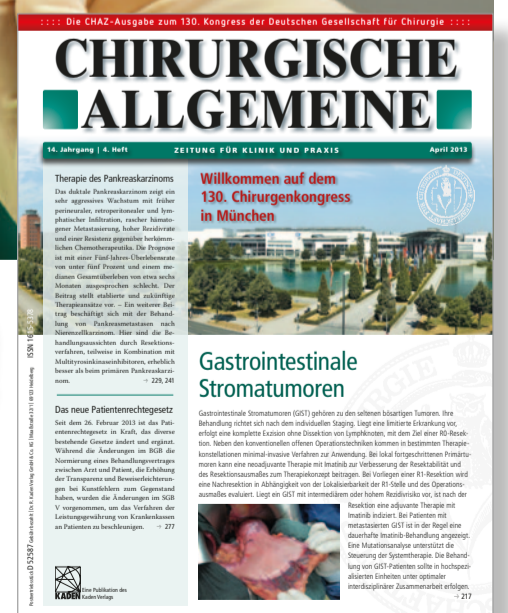 :::: Die CHAZ-Ausgabe zum 130. Kongress der Deutschen Gesellschaft für Chirurgie ::::
CHIRURGISCHE
ALLGEMEINE
14. Jahrgang | 4. Heft
ZEITUNG FÜR KLINIK UND PRAXIS
April 2013
Therapie des Pankreaskarzinoms
Das duktale Pankreaskarzinom zeigt ein
sehr aggressives Wachstum mit früher
perineuraler, retroperitonealer und lym-
phatischer Infiltration, rascher hämato-
gener Metastasierung, hoher Rezidivrate
und einer Resistenz gegenüber herkömm-
lichen Chemotherapeutika. Die Prognose
ist mit einer Fünf-Jahres-Überlebensrate
von unter fünf Prozent und einem me-
dianen Gesamtüberleben von etwa sechs
Monaten ausgesprochen schlecht. Der
Beitrag stellt etablierte und zukünftige
Therapieansätze vor. – Ein weiterer Bei-
trag beschäftigt sich mit der Behand-
lung von Pankreasmetastasen nach
Nierenzellkarzinom. Hier sind die Be-
handlungsaussichten durch Resektions-
verfahren, teilweise in Kombination mit
Multityrosinkinaseinhibitoren, erheblich
besser als beim primären Pankreaskarzi-
nom. → 229, 241
Das neue Patientenrechtegesetz
Seit dem 26. Februar 2013 ist das Pati-
entenrechtegesetz in Kraft, das diverse
bestehende Gesetze ändert und ergänzt.
Während die Änderungen im BGB die
Normierung eines Behandlungsvertrages
zwischen Arzt und Patient, die Erhöhung
der Transparenz und Beweiserleichterun-
gen bei Kunstfehlern zum Gegenstand
haben, wurden die Änderungen im SGB
V vorgenommen, um das Verfahren der
Leistungsgewährung von Krankenkassen
an Patienten zu beschleunigen. → 277
KADEN
Eine Publikation des
Kaden Verlags
Willkommen auf dem
130. Chirurgenkongress
in München
Gastrointestinale
Stromatumoren
Gastrointestinale Stromatumoren (GIST) gehören zu den seltenen bösartigen Tumoren. Ihre
Behandlung richtet sich nach dem individuellen Staging. Liegt eine limitierte Erkrankung vor,
erfolgt eine komplette Exzision ohne Dissektion von Lymphknoten, mit dem Ziel einer R0-Resek-
tion. Neben den konventionellen offenen Operationstechniken kommen in bestimmten Therapie-
konstellationen minimal-invasive Verfahren zur Anwendung. Bei lokal fortgeschrittenen Primärtu-
moren kann eine neoadjuvante Therapie mit Imatinib zur Verbesserung der Resektabilität und
des Resektionsausmaßes zum Therapiekonzept beitragen. Bei Vorliegen einer R1-Resektion wird
eine Nachresektion in Abhängigkeit von der Lokalisierbarkeit der R1-Stelle und des Operations-
ausmaßes evaluiert. Liegt ein GIST mit intermediärem oder hohem Rezidivrisiko vor, ist nach der
Resektion eine adjuvante Therapie mit
Imatinib indiziert. Bei Patienten mit
metastasierten GIST ist in der Regel eine
dauerhafte Imatinib-Behandlung angezeigt.
Eine Mutationsanalyse unterstützt die
Steuerung der Systemtherapie. Die Behand-
lung von GIST-Patienten sollte in hochspezi-
alisierten Einheiten unter optimaler
interdisziplinärer Zusammenarbeit erfolgen.
→ 217